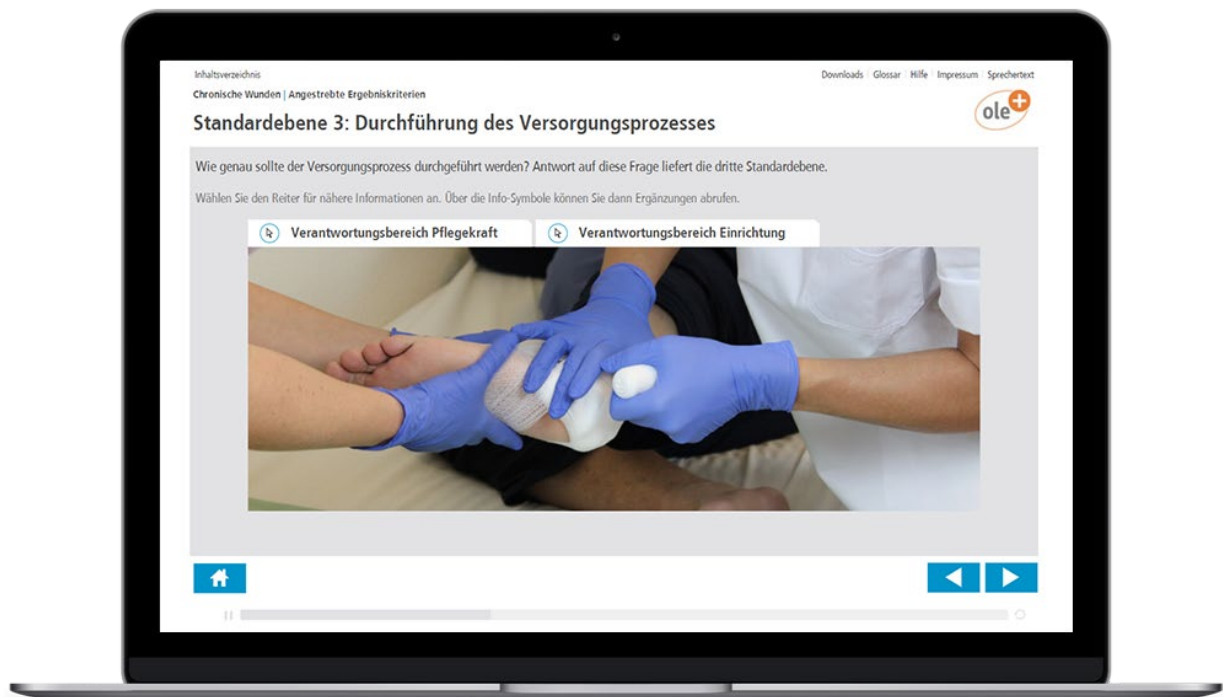 Inhaltsverzeichnis
Downloads | Glossar | Hilfe | Impressum | Sprechertext
Chronische Wunden | Angestrebte Ergebniskriterien
ole+
Standardebene 3: Durchführung des Versorgungsprozesses
Wie genau sollte der Versorgungsprozess durchgeführt werden? Antwort auf diese Frage liefert die dritte Standardebene.
Wählen Sie den Reiter für nähere Informationen an. Über die Info-Symbole können Sie dann Ergänzungen abrufen.
Verantwortungsbereich Pflegekraft
Verantwortungsbereich Einrichtung